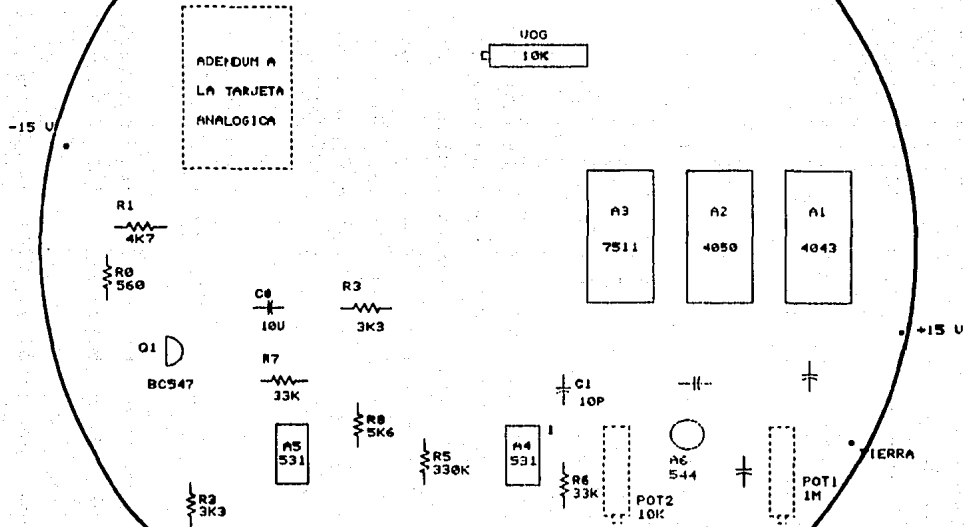 VOG
10K
ADENDUM A
LA TARJETA
ANALOGICA
-15 V
A3
7511
A2
4050
A1
4043
R1
4K7
R0
560
C0
10U
R3
3K3
+15 V
Q1
BC547
R7
33K
C1
10P
R8
5K6
A5
531
R5
330K
A4
531
R6
33K
A6
544
TIERRA
POT2
10K
POT1
1M
3K3